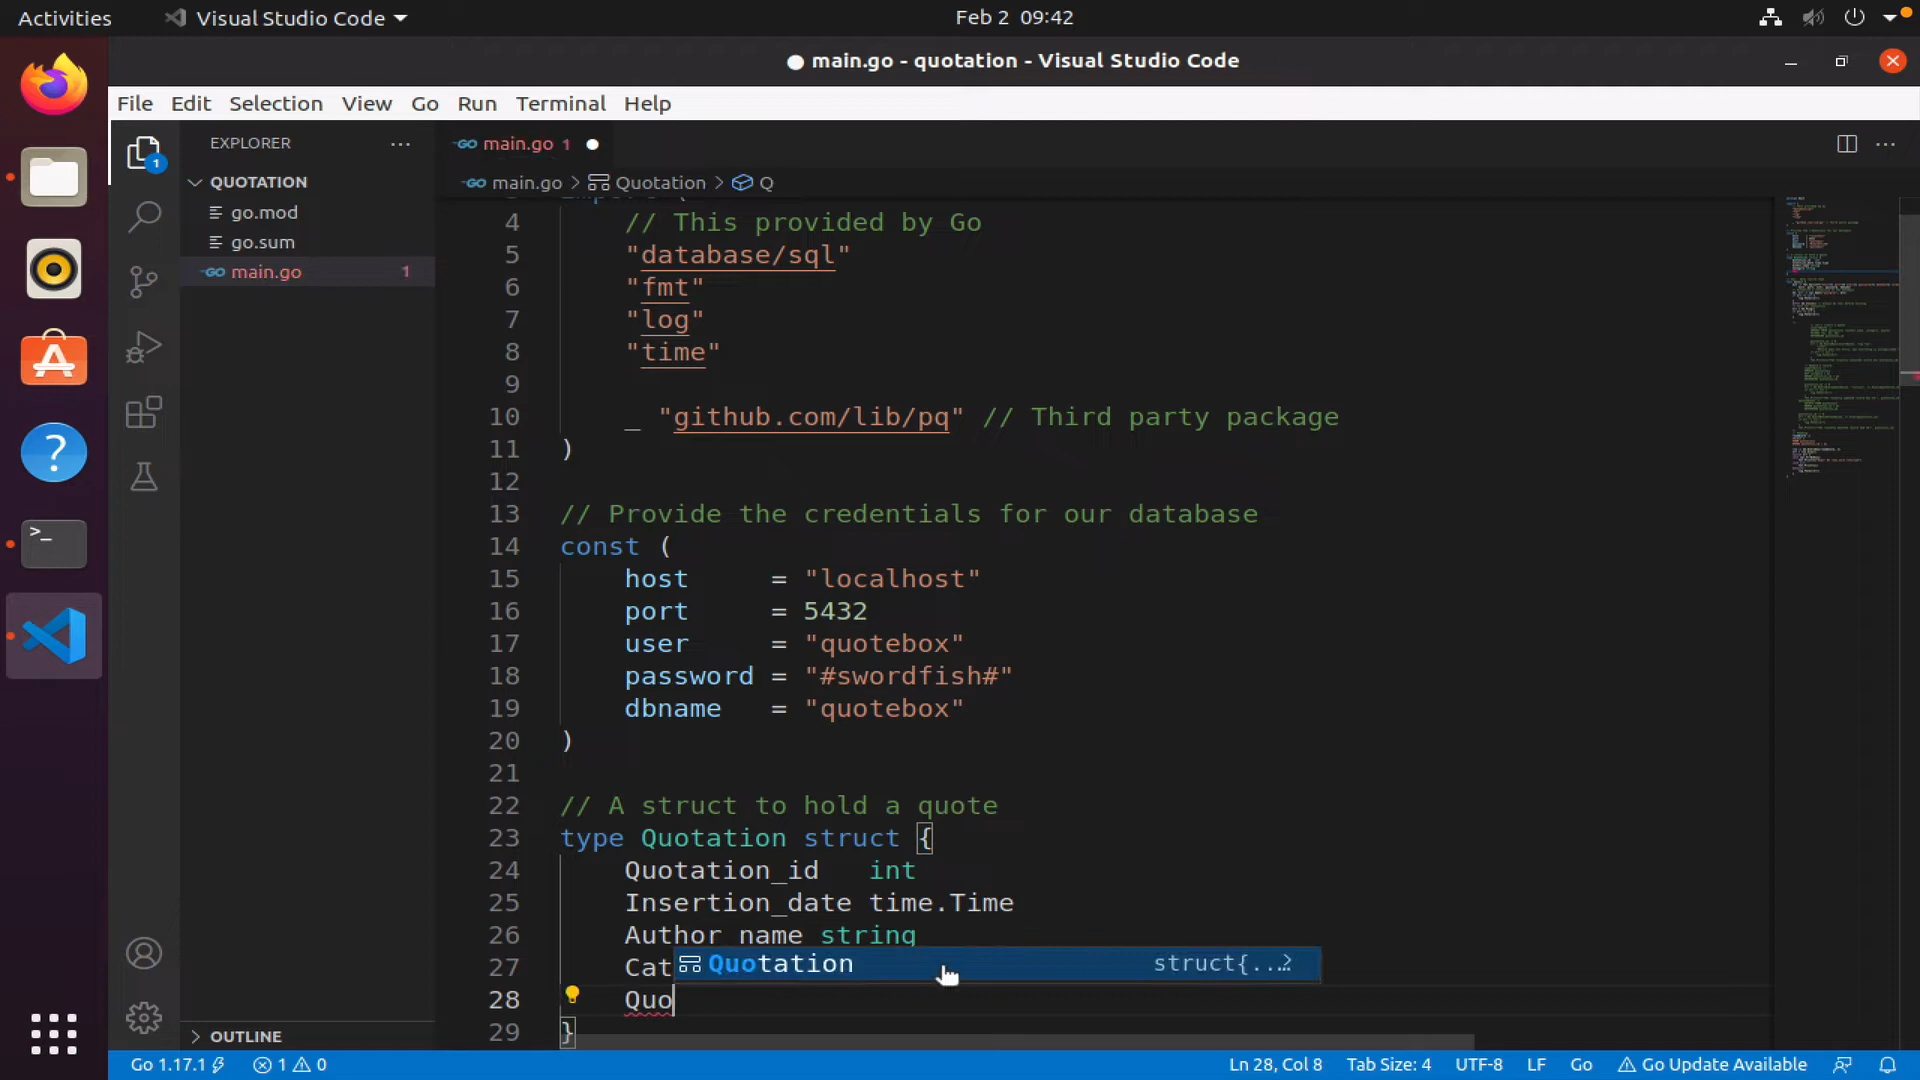 Activities
Visual Studio Code
Feb 2 09:42
main.go - quotation - Visual Studio Code
File Edit Selection View Go Run Terminal Help
EXPLORER
QUOTATION
go.mod
go.sum
GO main.go 1
OUTLINE
1
GO main.go 1
GO main.go > Quotation > Q
4 // This provided by Go
5 "database/sql"
6 "fmt"
7 "log"
8 "time"
9
10 _ "github.com/lib/pq" // Third party package
11 )
12
13 // Provide the credentials for our database
14 const (
15 host = "localhost"
16 port = 5432
17 user = "quotebox"
18 password = "#swordfish#"
19 dbname = "quotebox"
20 )
21
22 // A struct to hold a quote
23 type Quotation struct {
24 Quotation_id int
25 Insertion_date time.Time
26 Author_name string
27 Cat
Quotation struct{...
28 Quo
29 }
Go 1.17.1 1 0
Ln 28, Col 8 Tab Size: 4 UTF-8 LF Go Go Update Available